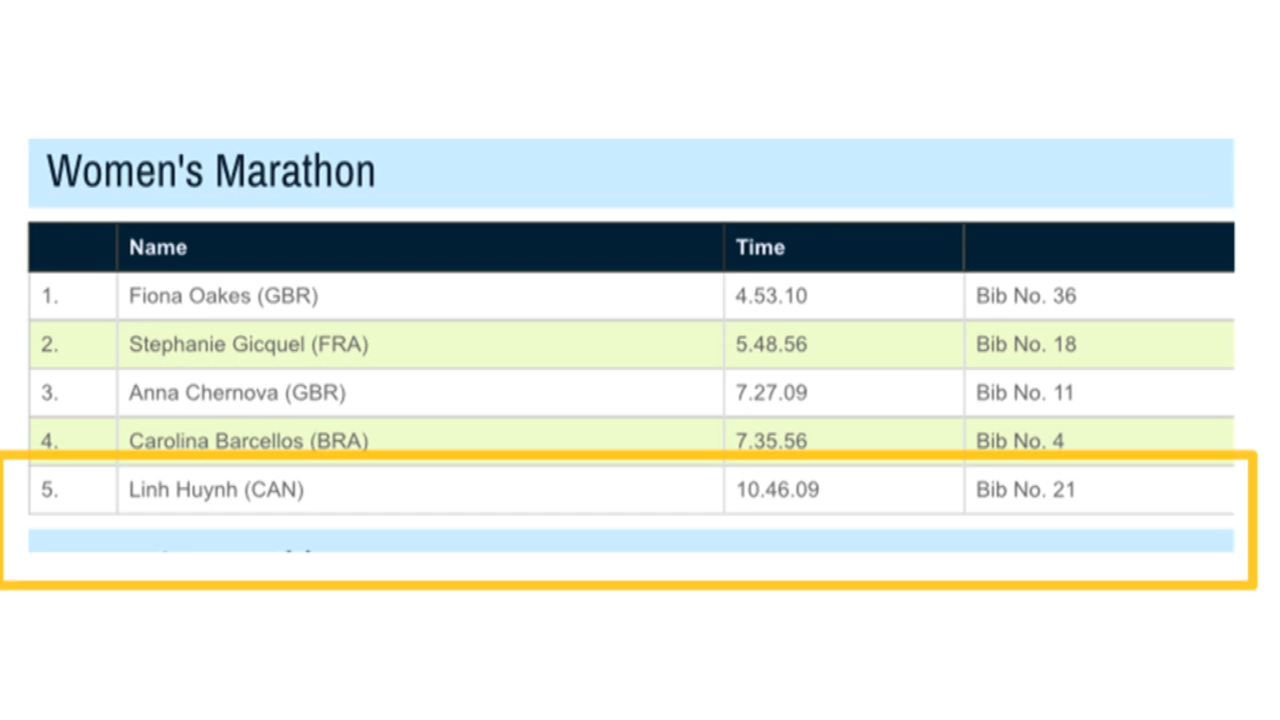 Women's Marathon
Name Time
1. Fiona Oakes (GBR) 4.53.10 Bib No. 36
2. Stephanie Gicquel (FRA) 5.48.56 Bib No. 18
3. Anna Chernova (GBR) 7.27.09 Bib No. 11
4. Carolina Barcellos (BRA) 7.35.56 Bib No. 4
5. Linh Huynh (CAN) 10.46.09 Bib No. 21